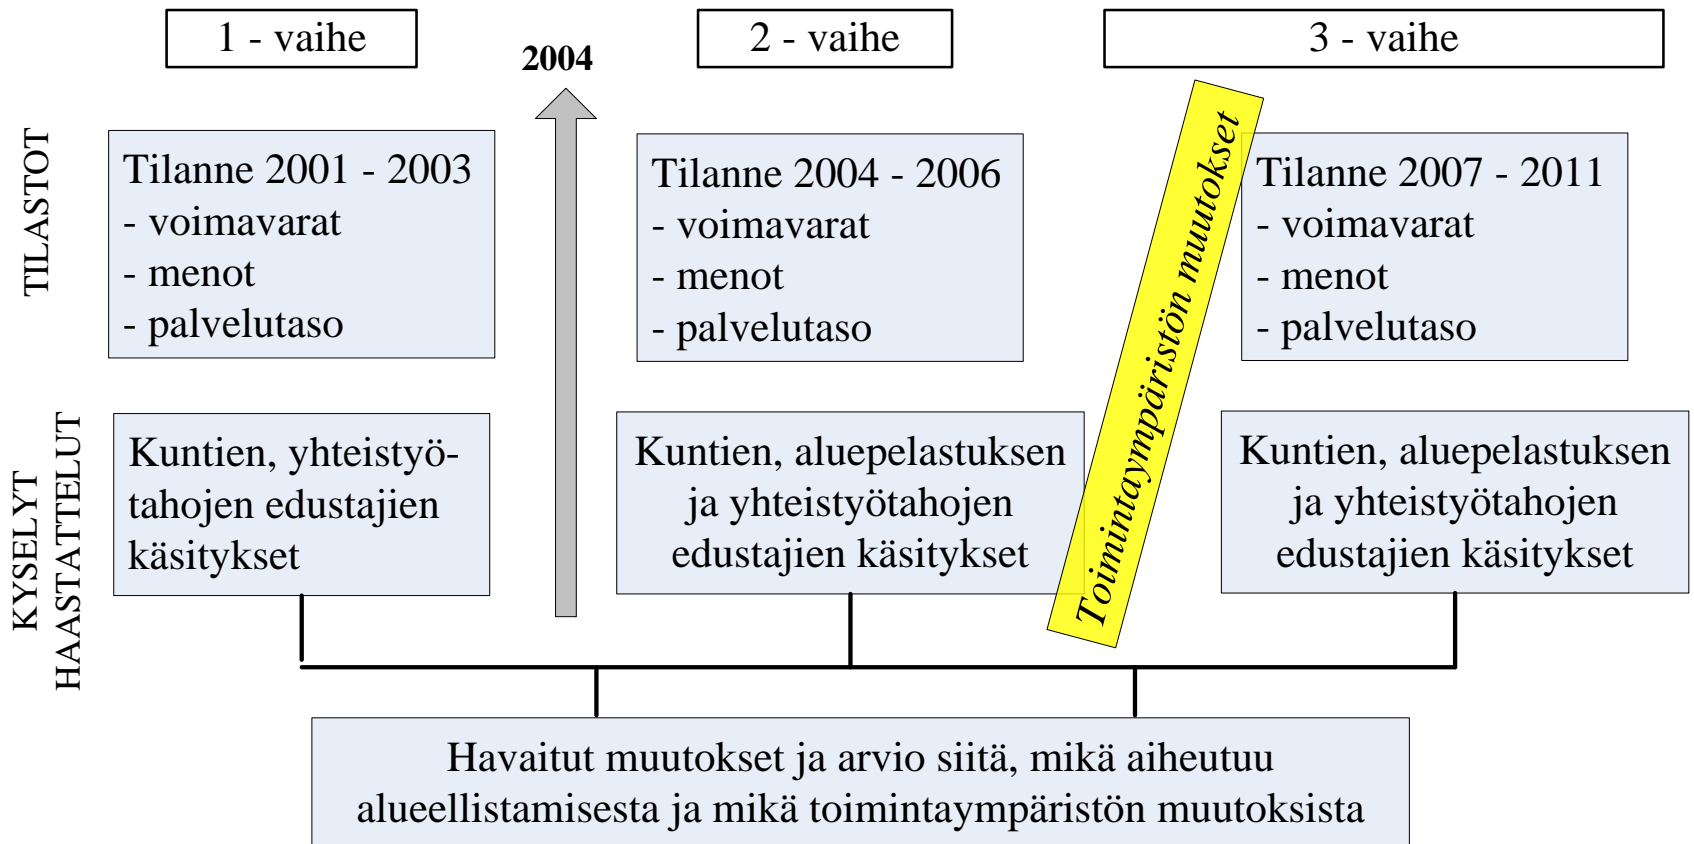 1 - vaihe
2004
2 - vaihe
3 - vaihe
TILASTOT
Tilanne 2001 - 2003
- voimavarat
- menot
- palvelutaso
Tilanne 2004 - 2006
- voimavarat
- menot
- palvelutaso
Toimintaympäristön muutokset
Tilanne 2007 - 2011
- voimavarat
- menot
- palvelutaso
KYSELYT
HAASTATTELUT
Kuntien, yhteistyö-
tahojen edustajien
käsitykset
Kuntien, aluepelastuksen
ja yhteistyötahojen
edustajien käsitykset
Kuntien, aluepelastuksen
ja yhteistyötahojen
edustajien käsitykset
Havaitut muutokset ja arvio siitä, mikä aiheutuu
alueellistamisesta ja mikä toimintaympäristön muutoksista